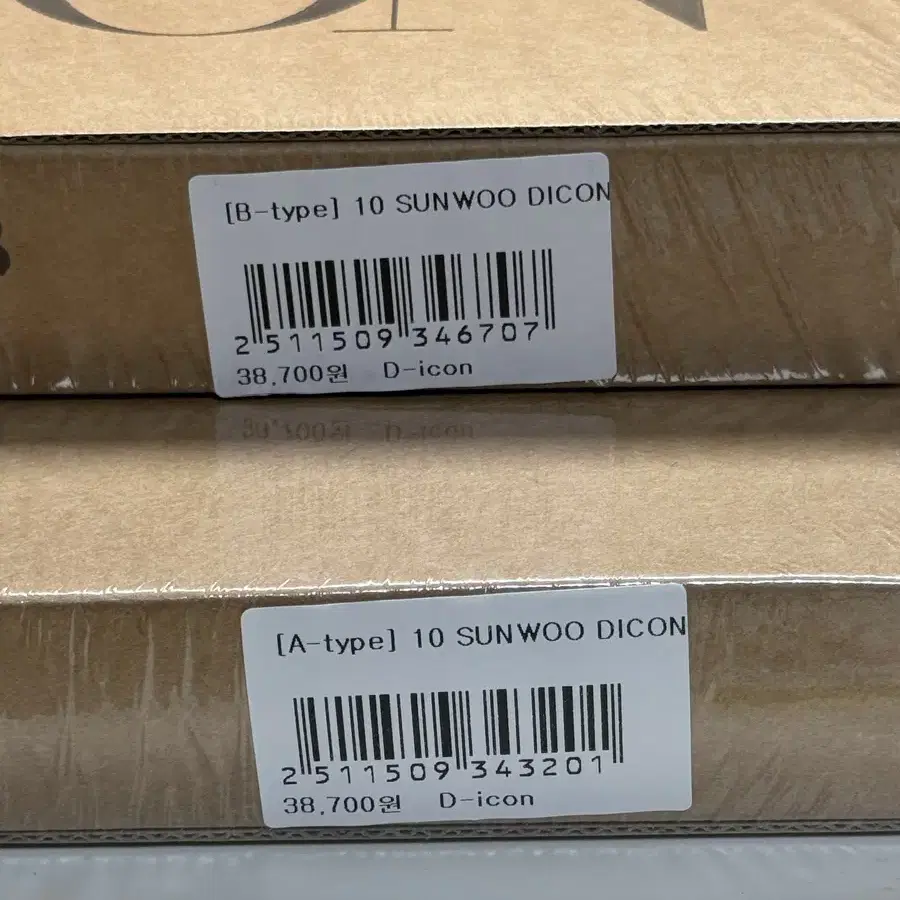 [B-type] 10 SUNWOO DICON
2 511509 346707
38,700원 D-icon
[A-type] 10 SUNWOO DICON
2 511509 343201
38,700원 D-icon